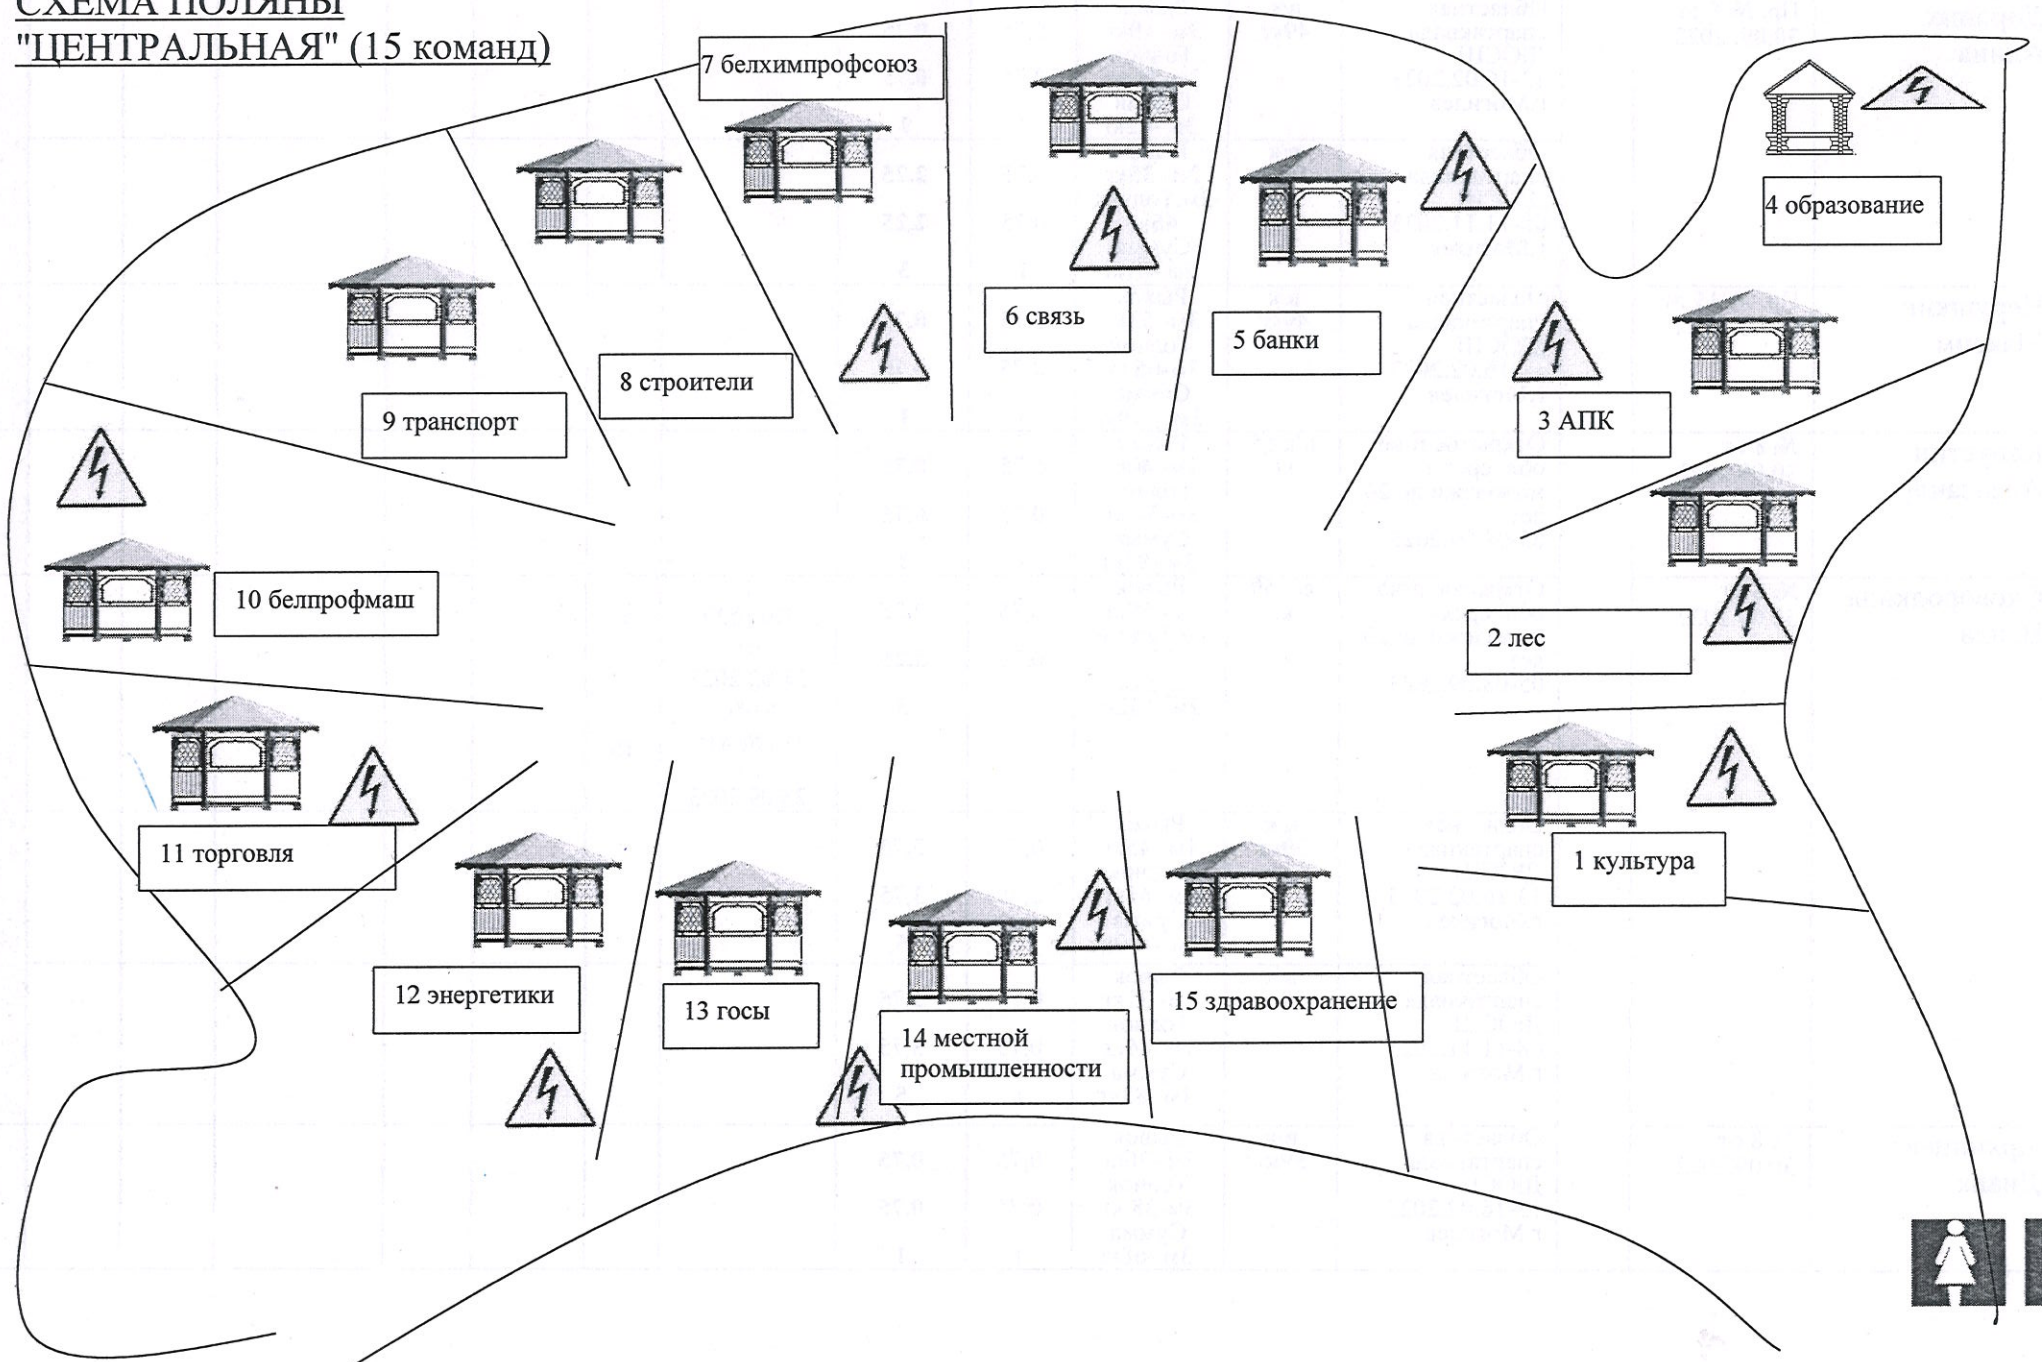 СХЕМА ПОЛЯНЫ
"ЦЕНТРАЛЬНАЯ" (15 команд)
7 белхимпрофсоюз
4 образование
6 связь
5 банки
8 строители
9 транспорт
3 АПК
10 белпрофмаш
2 лес
11 торговля
1 культура
12 энергетики
13 госы
15 здравоохранение
14 местной
промышленности